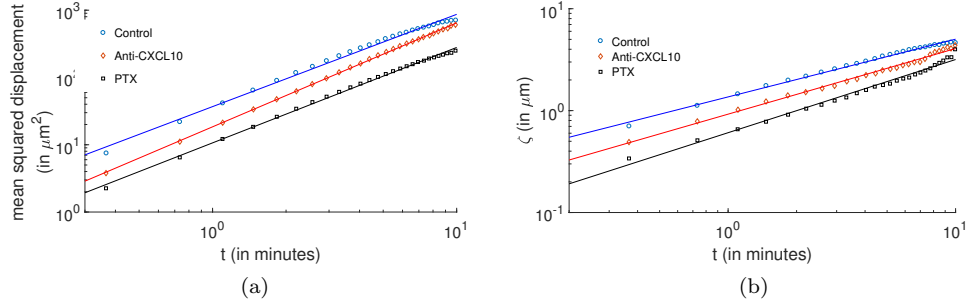 mean squared displacement
(in μm²)
10³
10²
10¹
10⁰
Control
Anti-CXCL10
PTX
10⁰
10¹
t (in minutes)
(a)
ζ (in μm)
10¹
10⁰
10⁻¹
Control
Anti-CXCL10
PTX
10⁰
10¹
t (in minutes)
(b)